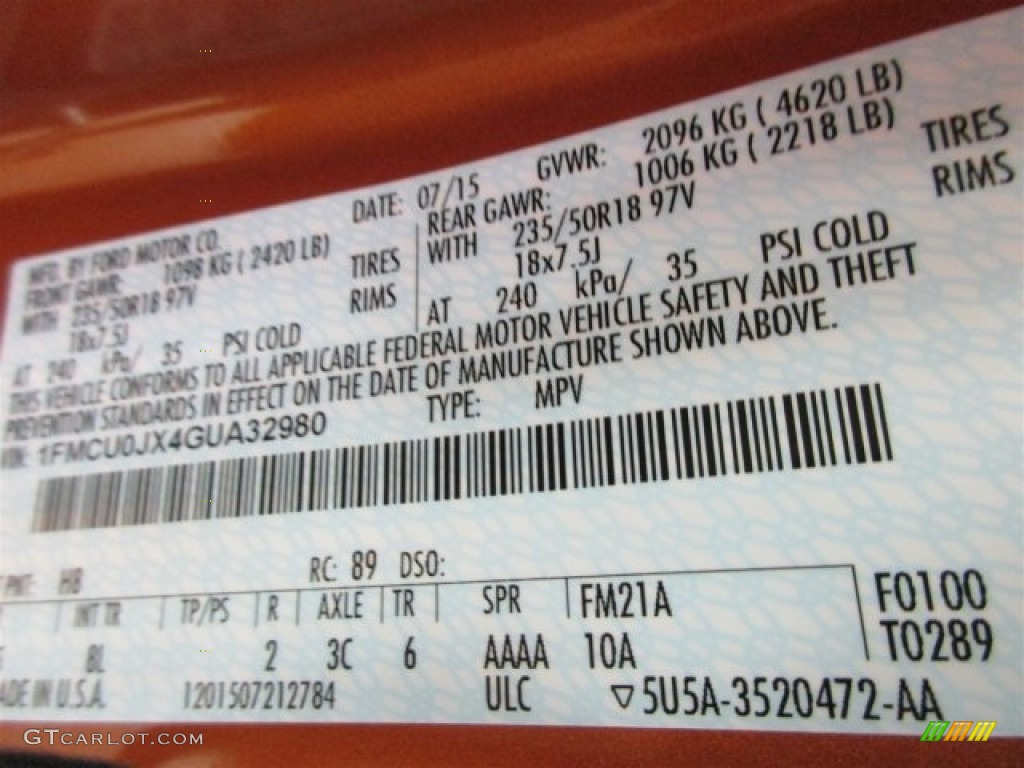 MFD. BY FORD MOTOR CO. DATE: 07/15 GVWR: 2096 KG ( 4620 LB)
FRONT GAWR: 1098 KG ( 2420 LB) REAR GAWR: 1006 KG ( 2218 LB)
WITH 235/50R18 97V TIRES WITH 235/50R18 97V TIRES
18x7.5J RIMS 18x7.5J RIMS
AT 240 kPa/ 35 PSI COLD AT 240 kPa/ 35 PSI COLD
THIS VEHICLE CONFORMS TO ALL APPLICABLE FEDERAL MOTOR VEHICLE SAFETY AND THEFT
PREVENTION STANDARDS IN EFFECT ON THE DATE OF MANUFACTURE SHOWN ABOVE.
VIN: 1FMCU0JX4GUA32980 TYPE: MPV
PNT: H8 RC: 89 DSO:
INT TR TP/PS R AXLE TR SPR FM21A F0100
8L 2 3C 6 AAAA 10A T0289
ADE IN U.S.A. 1201507212784 ULC ▽5U5A-3520472-AA
GTCARLOT.COM